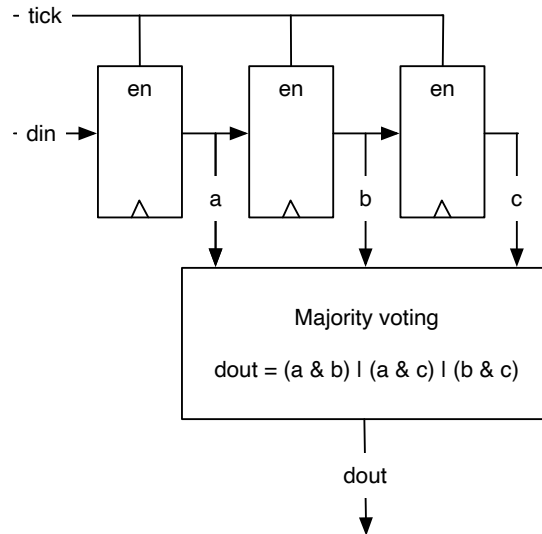 tick
en en en
din
a b c
Majority voting
dout = (a & b) | (a & c) | (b & c)
dout